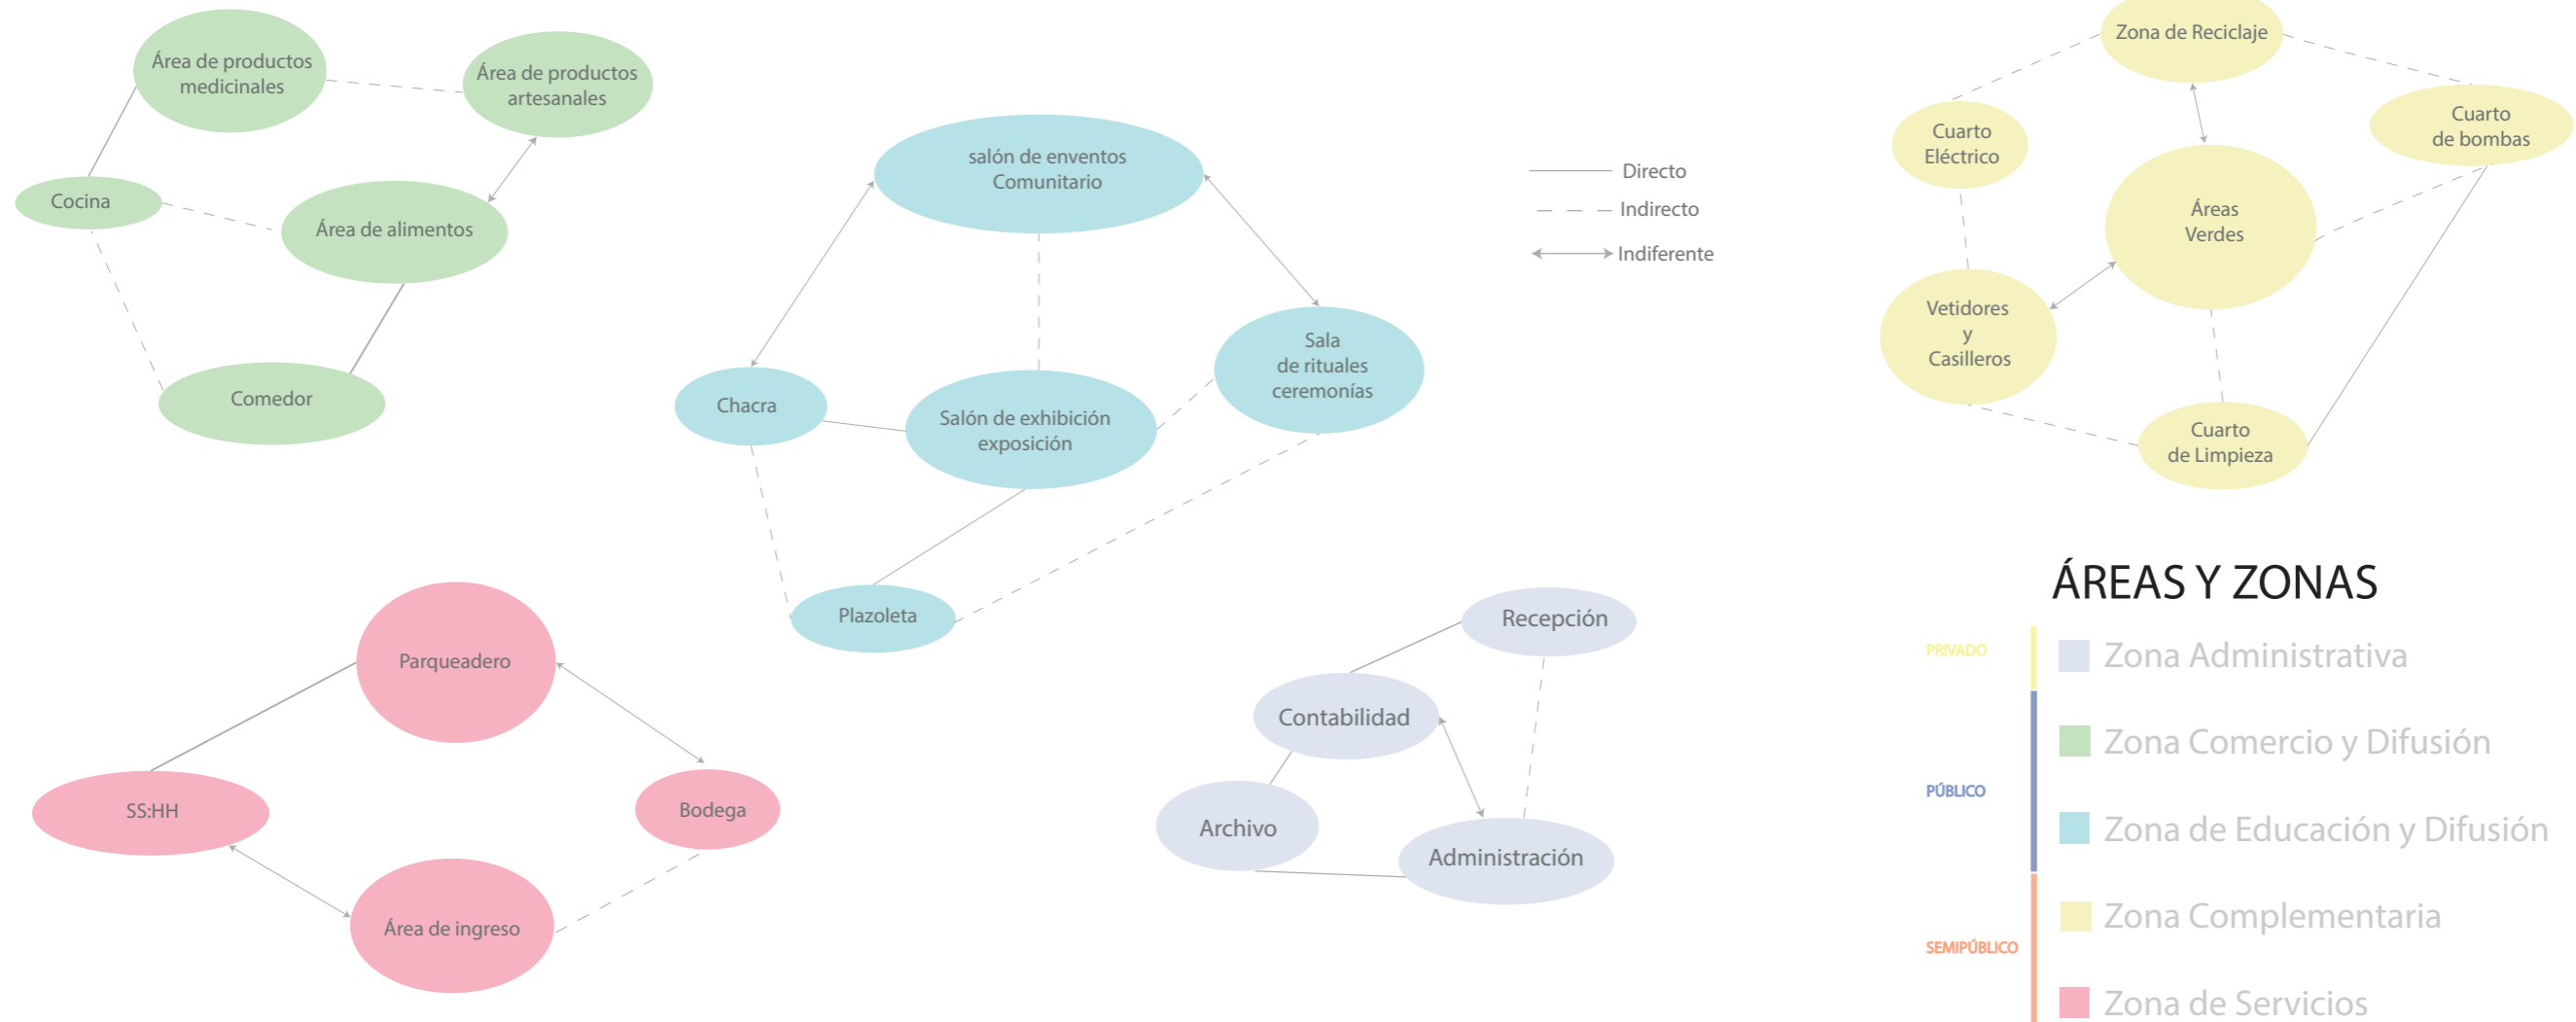 Área de productos
medicinales
Área de productos
artesanales
Cocina
Área de alimentos
Comedor
salón de enventos
Comunitario
Chacra
Salón de exhibición
exposición
Sala
de rituales
ceremonías
Plazoleta
Directo
Indirecto
Indiferente
Zona de Reciclaje
Cuarto
Eléctrico
Cuarto
de bombas
Áreas
Verdes
Vetidores
y
Casilleros
Cuarto
de Limpieza
Parqueadero
SS:HH
Bodega
Área de ingreso
Recepción
Contabilidad
Archivo
Administración
ÁREAS Y ZONAS
PRIVADO
Zona Administrativa
Zona Comercio y Difusión
PÚBLICO
Zona de Educación y Difusión
Zona Complementaria
SEMIPÚBLICO
Zona de Servicios